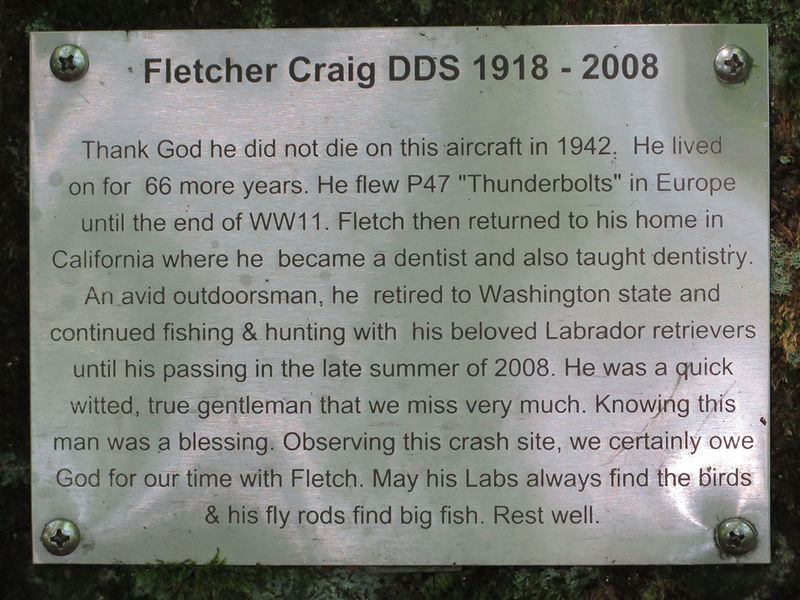 Fletcher Craig DDS 1918 - 2008
Thank God he did not die on this aircraft in 1942. He lived
on for 66 more years. He flew P47 "Thunderbolts" in Europe
until the end of WW11. Fletch then returned to his home in
California where he became a dentist and also taught dentistry.
An avid outdoorsman, he retired to Washington state and
continued fishing & hunting with his beloved Labrador retrievers
until his passing in the late summer of 2008. He was a quick
witted, true gentleman that we miss very much. Knowing this
man was a blessing. Observing this crash site, we certainly owe
God for our time with Fletch. May his Labs always find the birds
& his fly rods find big fish. Rest well.